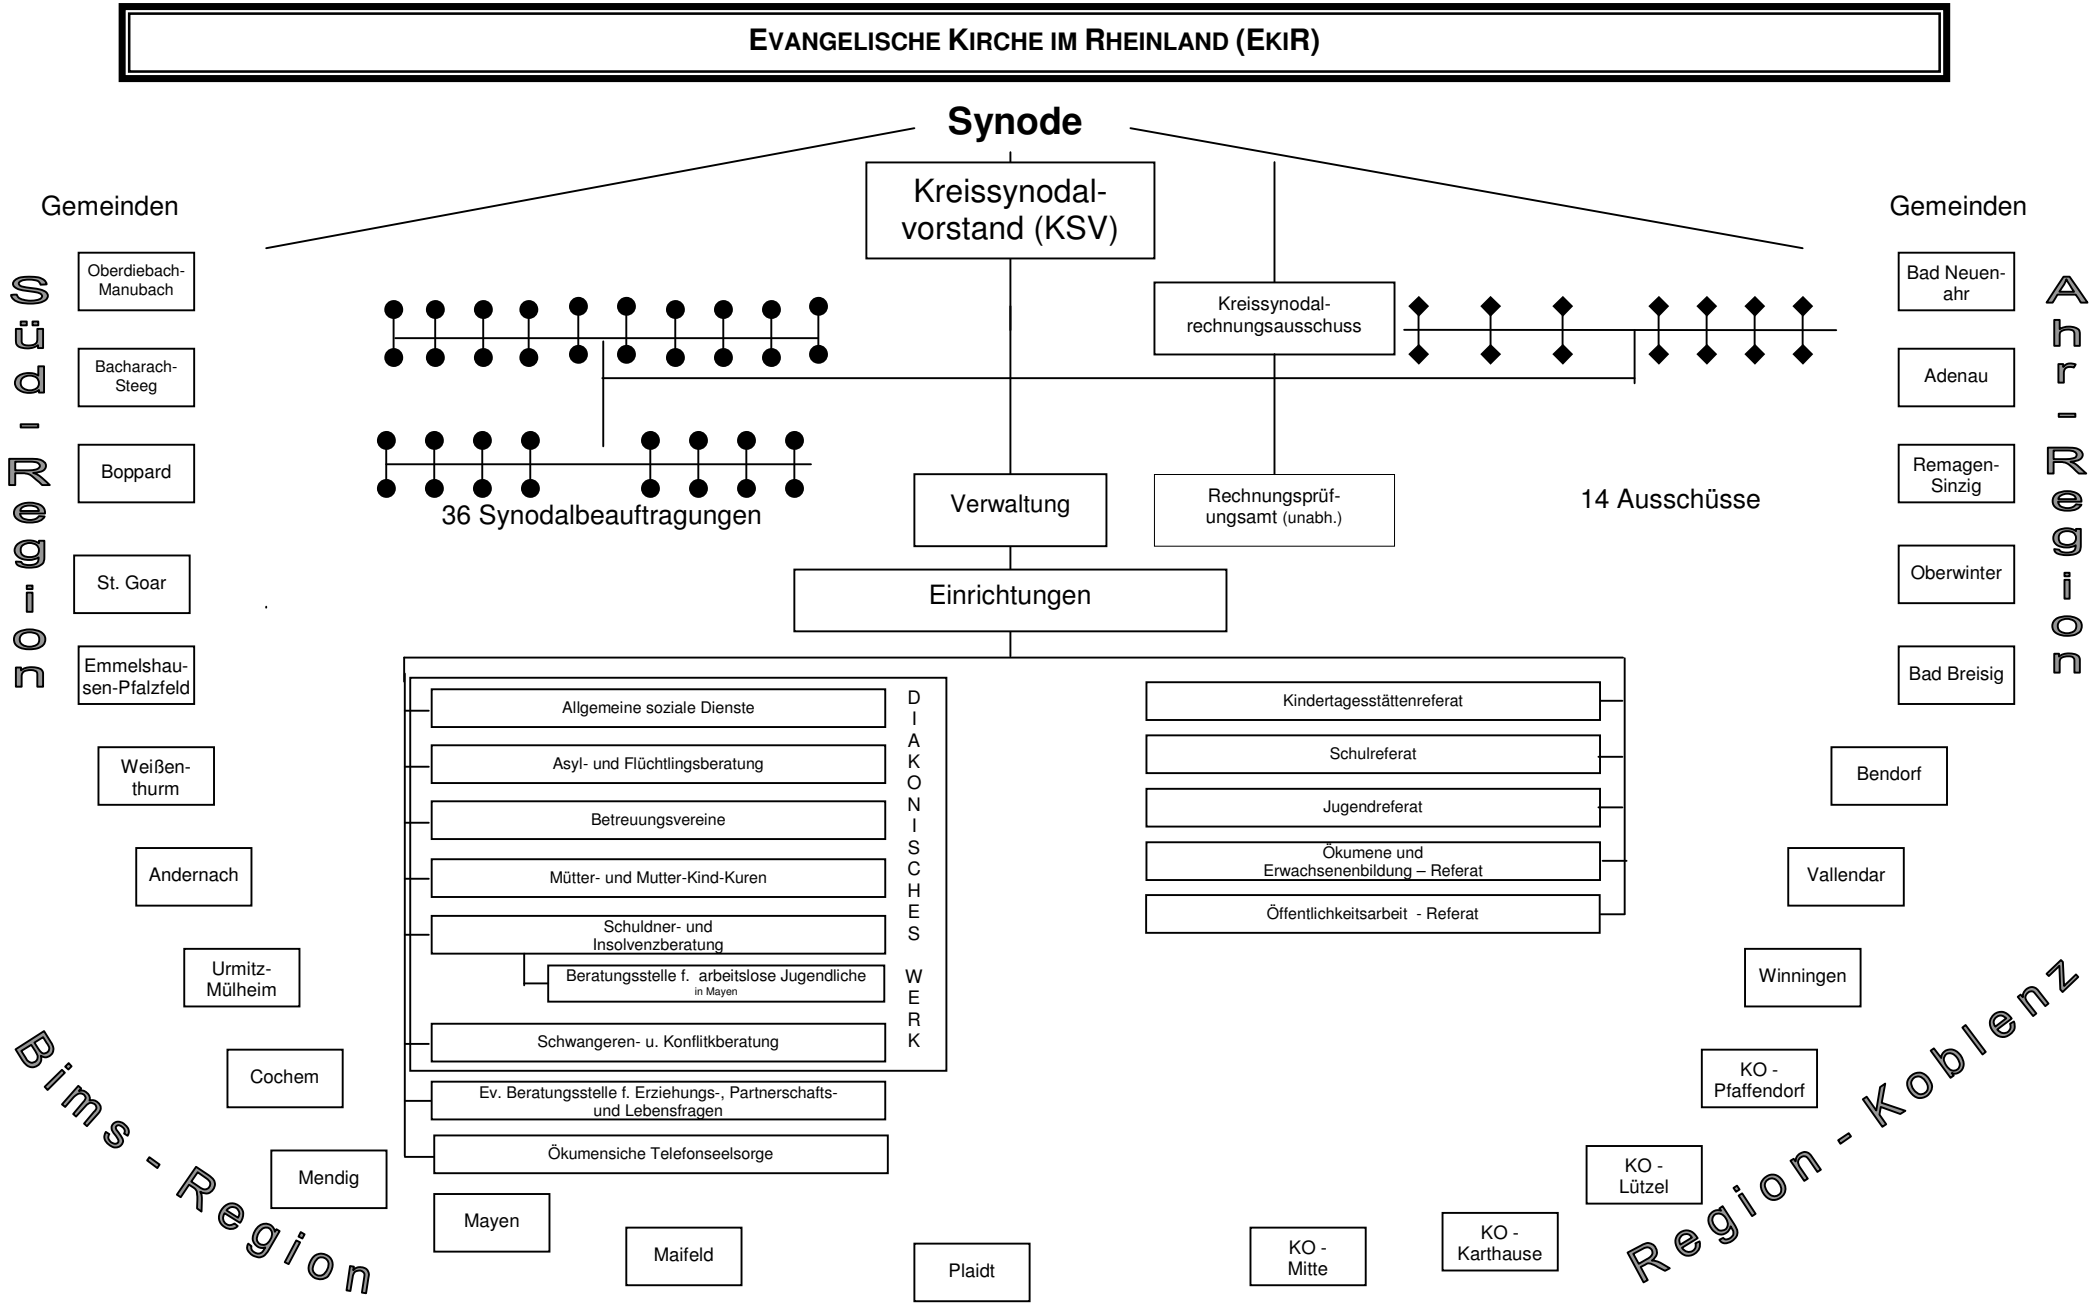 EVANGELISCHE KIRCHE IM RHEINLAND (EKIR)
Synode
Kreissynodal-
vorstand (KSV)
Gemeinden
Gemeinden
Süd-Region
Oberdiebach-
Manubach
Bacharach-
Steeg
Boppard
St. Goar
Emmelshau-
sen-Pfalzfeld
Kreissynodal-
rechnungsausschuss
36 Synodalbeauftragungen
Verwaltung
Rechnungsprüf-
ungsamt (unabh.)
14 Ausschüsse
Einrichtungen
Ahr-Region
Bad Neuen-
ahr
Adenau
Remagen-
Sinzig
Oberwinter
Bad Breisig
DIAKONISCHES WERK
Allgemeine soziale Dienste
Asyl- und Flüchtlingsberatung
Betreuungsvereine
Mütter- und Mutter-Kind-Kuren
Schuldner- und
Insolvenzberatung
Beratungsstelle f. arbeitslose Jugendliche
in Mayen
Schwangeren- u. Konflitkberatung
Ev. Beratungsstelle f. Erziehungs-, Partnerschafts-
und Lebensfragen
Ökumensiche Telefonseelsorge
Kindertagesstättenreferat
Schulreferat
Jugendreferat
Ökumene und
Erwachsenenbildung – Referat
Öffentlichkeitsarbeit - Referat
Bims-Region
Weißen-
thurm
Andernach
Urmitz-
Mülheim
Cochem
Mendig
Mayen
Maifeld
Plaidt
Region-Koblenz
Bendorf
Vallendar
Winningen
KO -
Pfaffendorf
KO -
Lützel
KO -
Karthause
KO -
Mitte